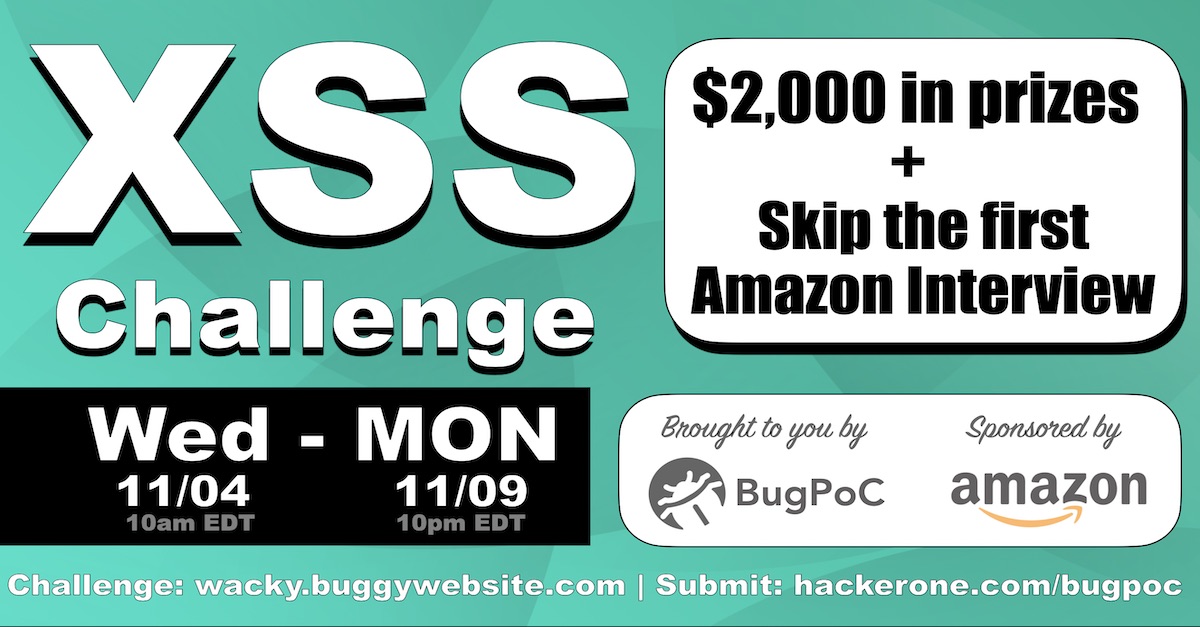 XSS
Challenge
$2,000 in prizes
+
Skip the first
Amazon Interview
Wed - MON
11/04 11/09
10am EDT 10pm EDT
Brought to you by
BugPoC
Sponsored by
amazon
Challenge: wacky.buggywebsite.com | Submit: hackerone.com/bugpoc